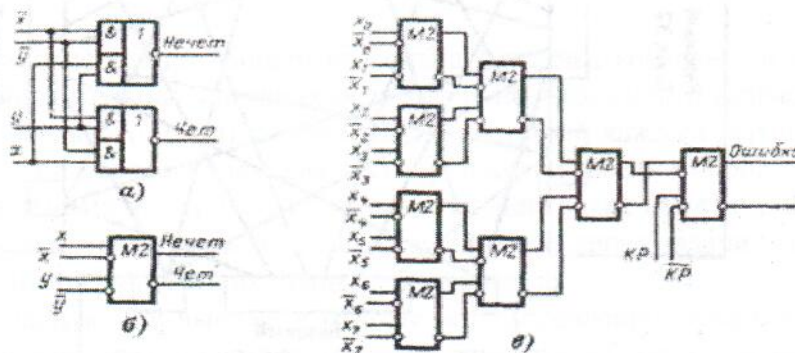 x̅
y̅
y
x
& 1
&
Нечет
& 1
&
Чет
а)
x
x̅
y
y̅
M2
Нечет
Чет
б)
x₀
x̅₀
x₁
x̅₁
M2
x₂
x̅₂
x₃
x̅₃
M2
M2
x₄
x̅₄
x₅
x̅₅
M2
x₆
x̅₆
x₇
x̅₇
M2
M2
M2
M2
Ошибка
КР
К̅Р̅
в)